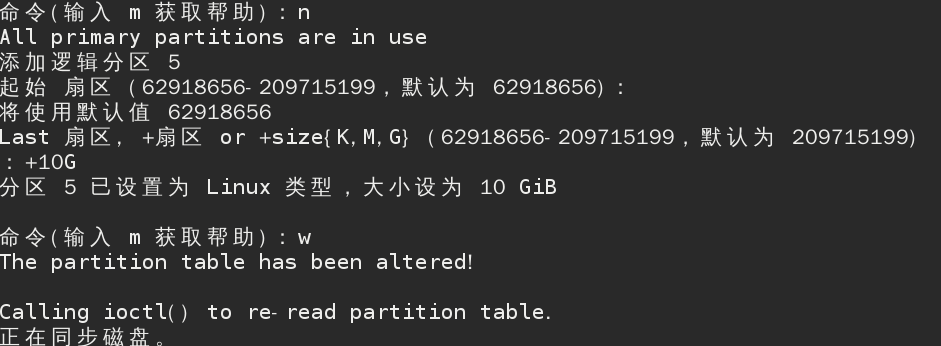 命令(输入 m 获取帮助)：n
All primary partitions are in use
添加逻辑分区 5
起始 扇区 (62918656-209715199，默认为 62918656)：
将使用默认值 62918656
Last 扇区, +扇区 or +size{K,M,G} (62918656-209715199，默认为 209715199)
：+10G
分区 5 已设置为 Linux 类型，大小设为 10 GiB
命令(输入 m 获取帮助)：w
The partition table has been altered!
Calling ioctl() to re-read partition table.
正在同步磁盘。